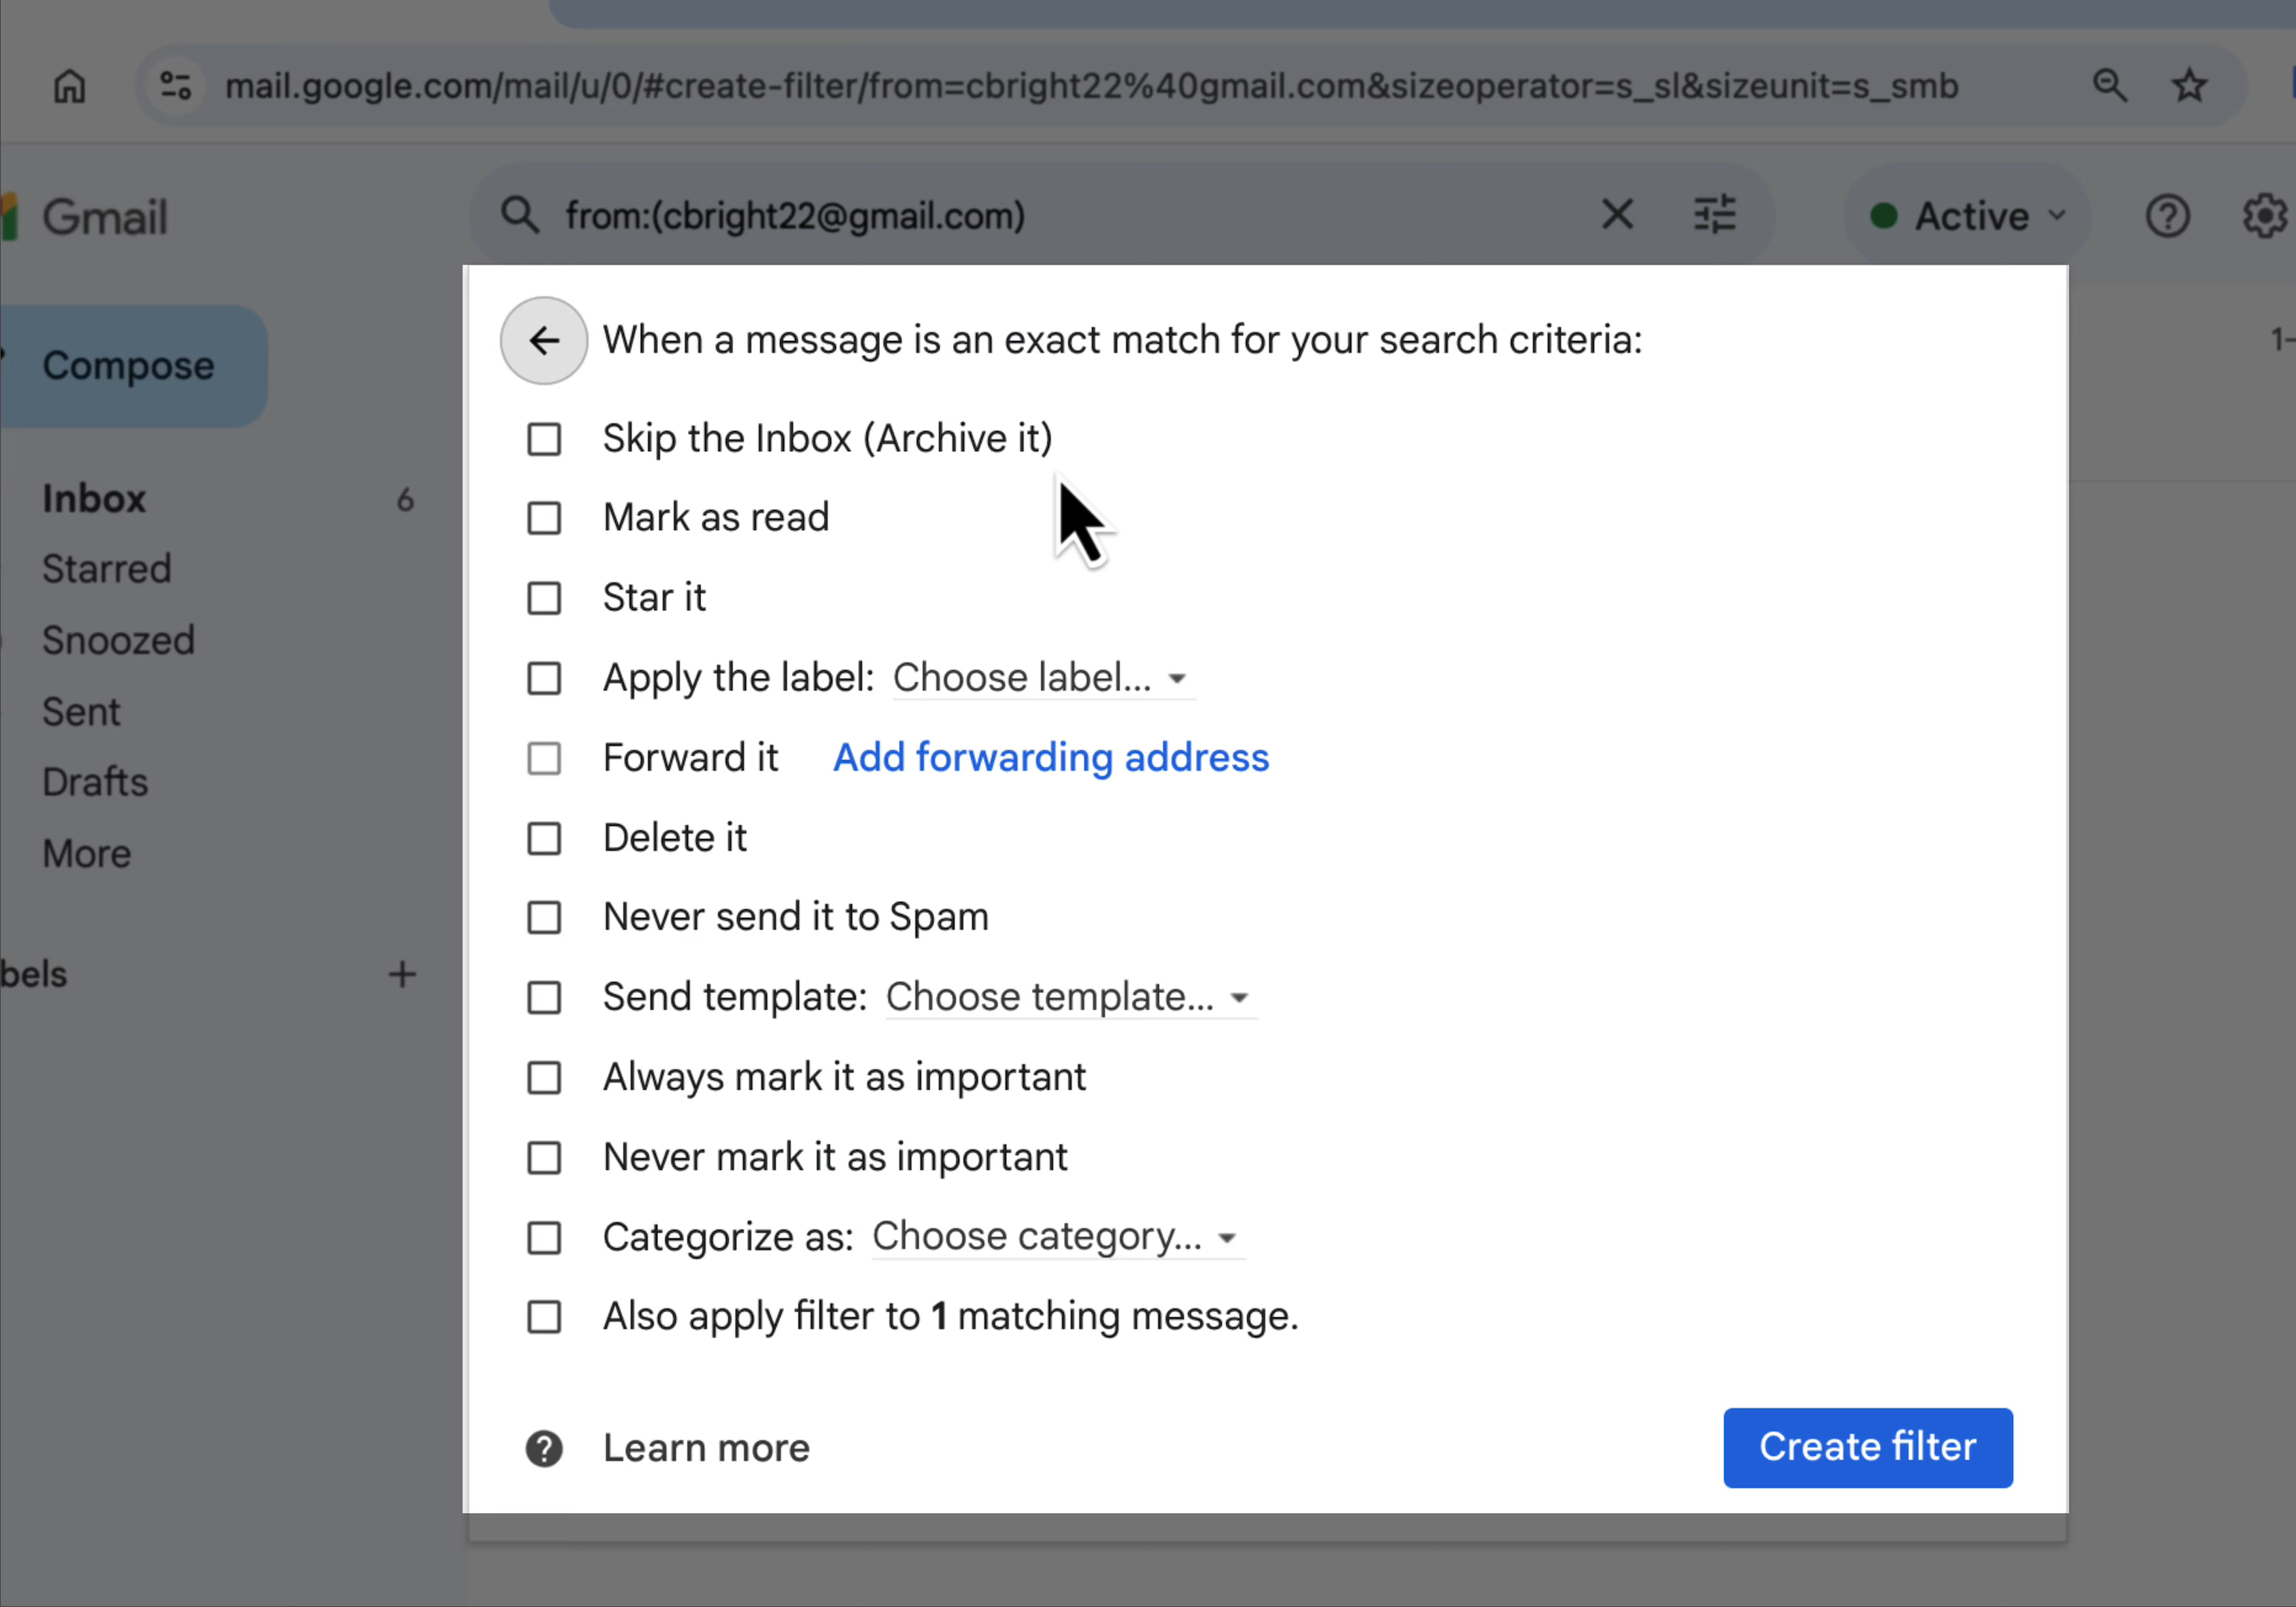 mail.google.com/mail/u/0/#create-filter/from=cbright22%40gmail.com&sizeoperator=s_sl&sizeunit=s_smb
Gmail
from:(cbright22@gmail.com)
Active
Compose
1–
When a message is an exact match for your search criteria:
Skip the Inbox (Archive it)
Inbox 6
Mark as read
Starred
Star it
Snoozed
Apply the label: Choose label...
Sent
Forward it Add forwarding address
Drafts
Delete it
More
Never send it to Spam
bels +
Send template: Choose template...
Always mark it as important
Never mark it as important
Categorize as: Choose category...
Also apply filter to 1 matching message.
Learn more
Create filter